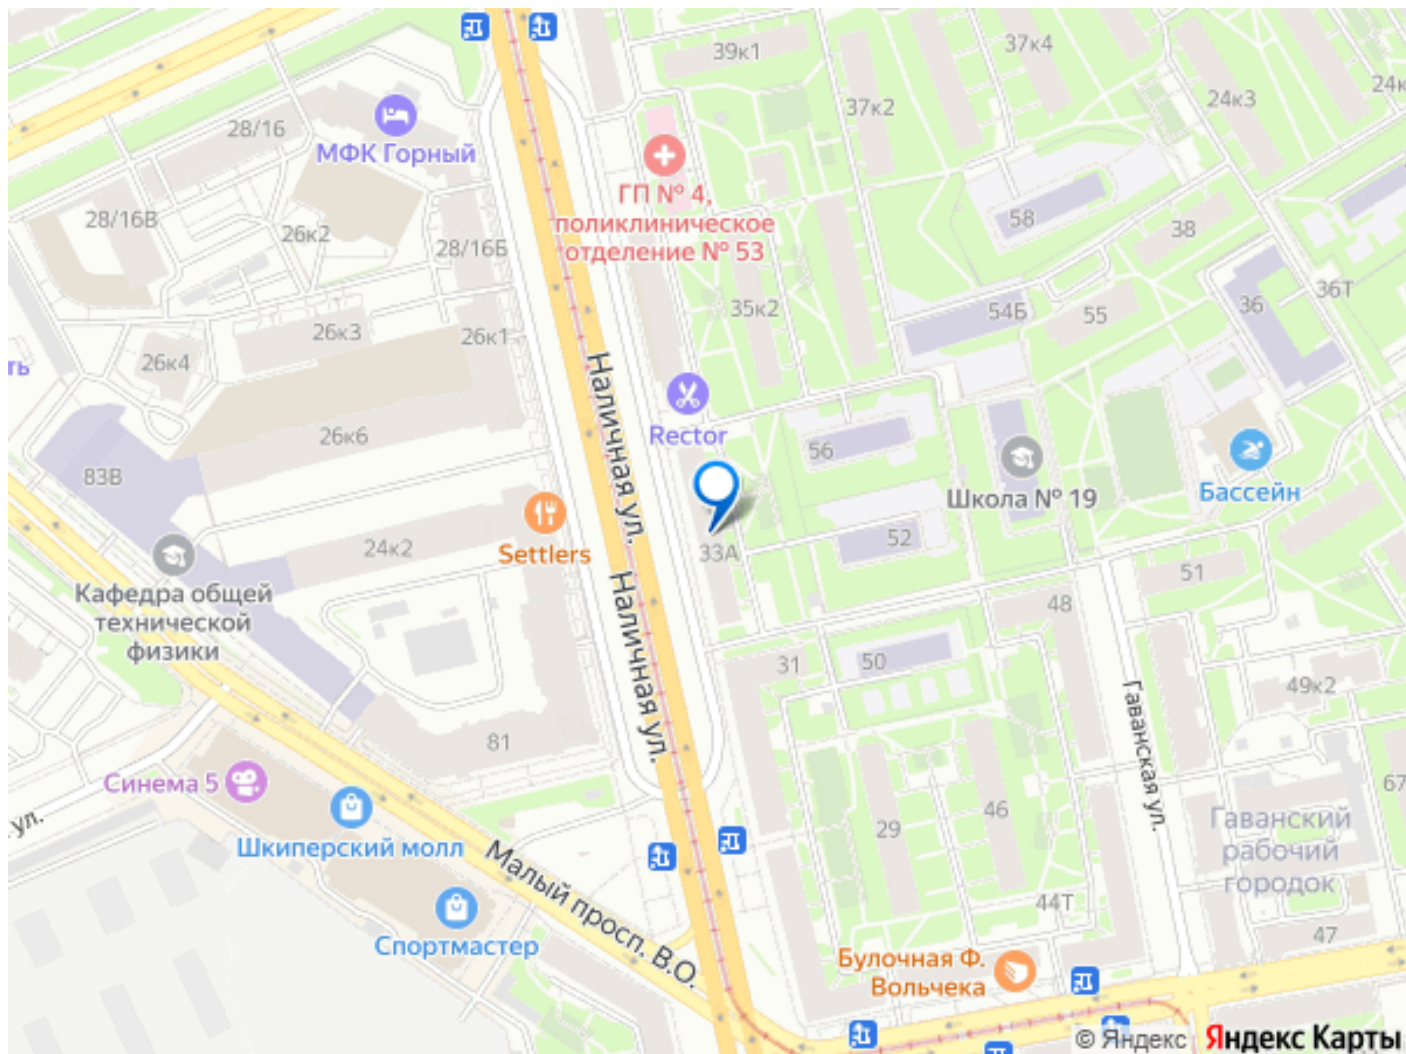 39к1
37к4
24к
24к3
37к2
28/16
МФК Горный
ГП № 4,
поликлиническое
отделение № 53
58
38
28/16В
26к2
28/16Б
36Т
36
54Б
55
35к2
26к3
26к1
26к4
ть
Наличная ул.
Rector
26к6
56
83В
Школа № 19
Бассейн
Settlers
24к2
33А
52
51
Кафедра общей
технической
физики
48
Наличная ул.
31
50
49к2
Гаванская ул.
81
Синема 5
67
ул.
46
29
Гаванский
рабочий
городок
Шкиперский молл
Малый просп. В.О.
44Т
Спортмастер
47
Булочная Ф.
Вольчека
© Яндекс
Яндекс Карты